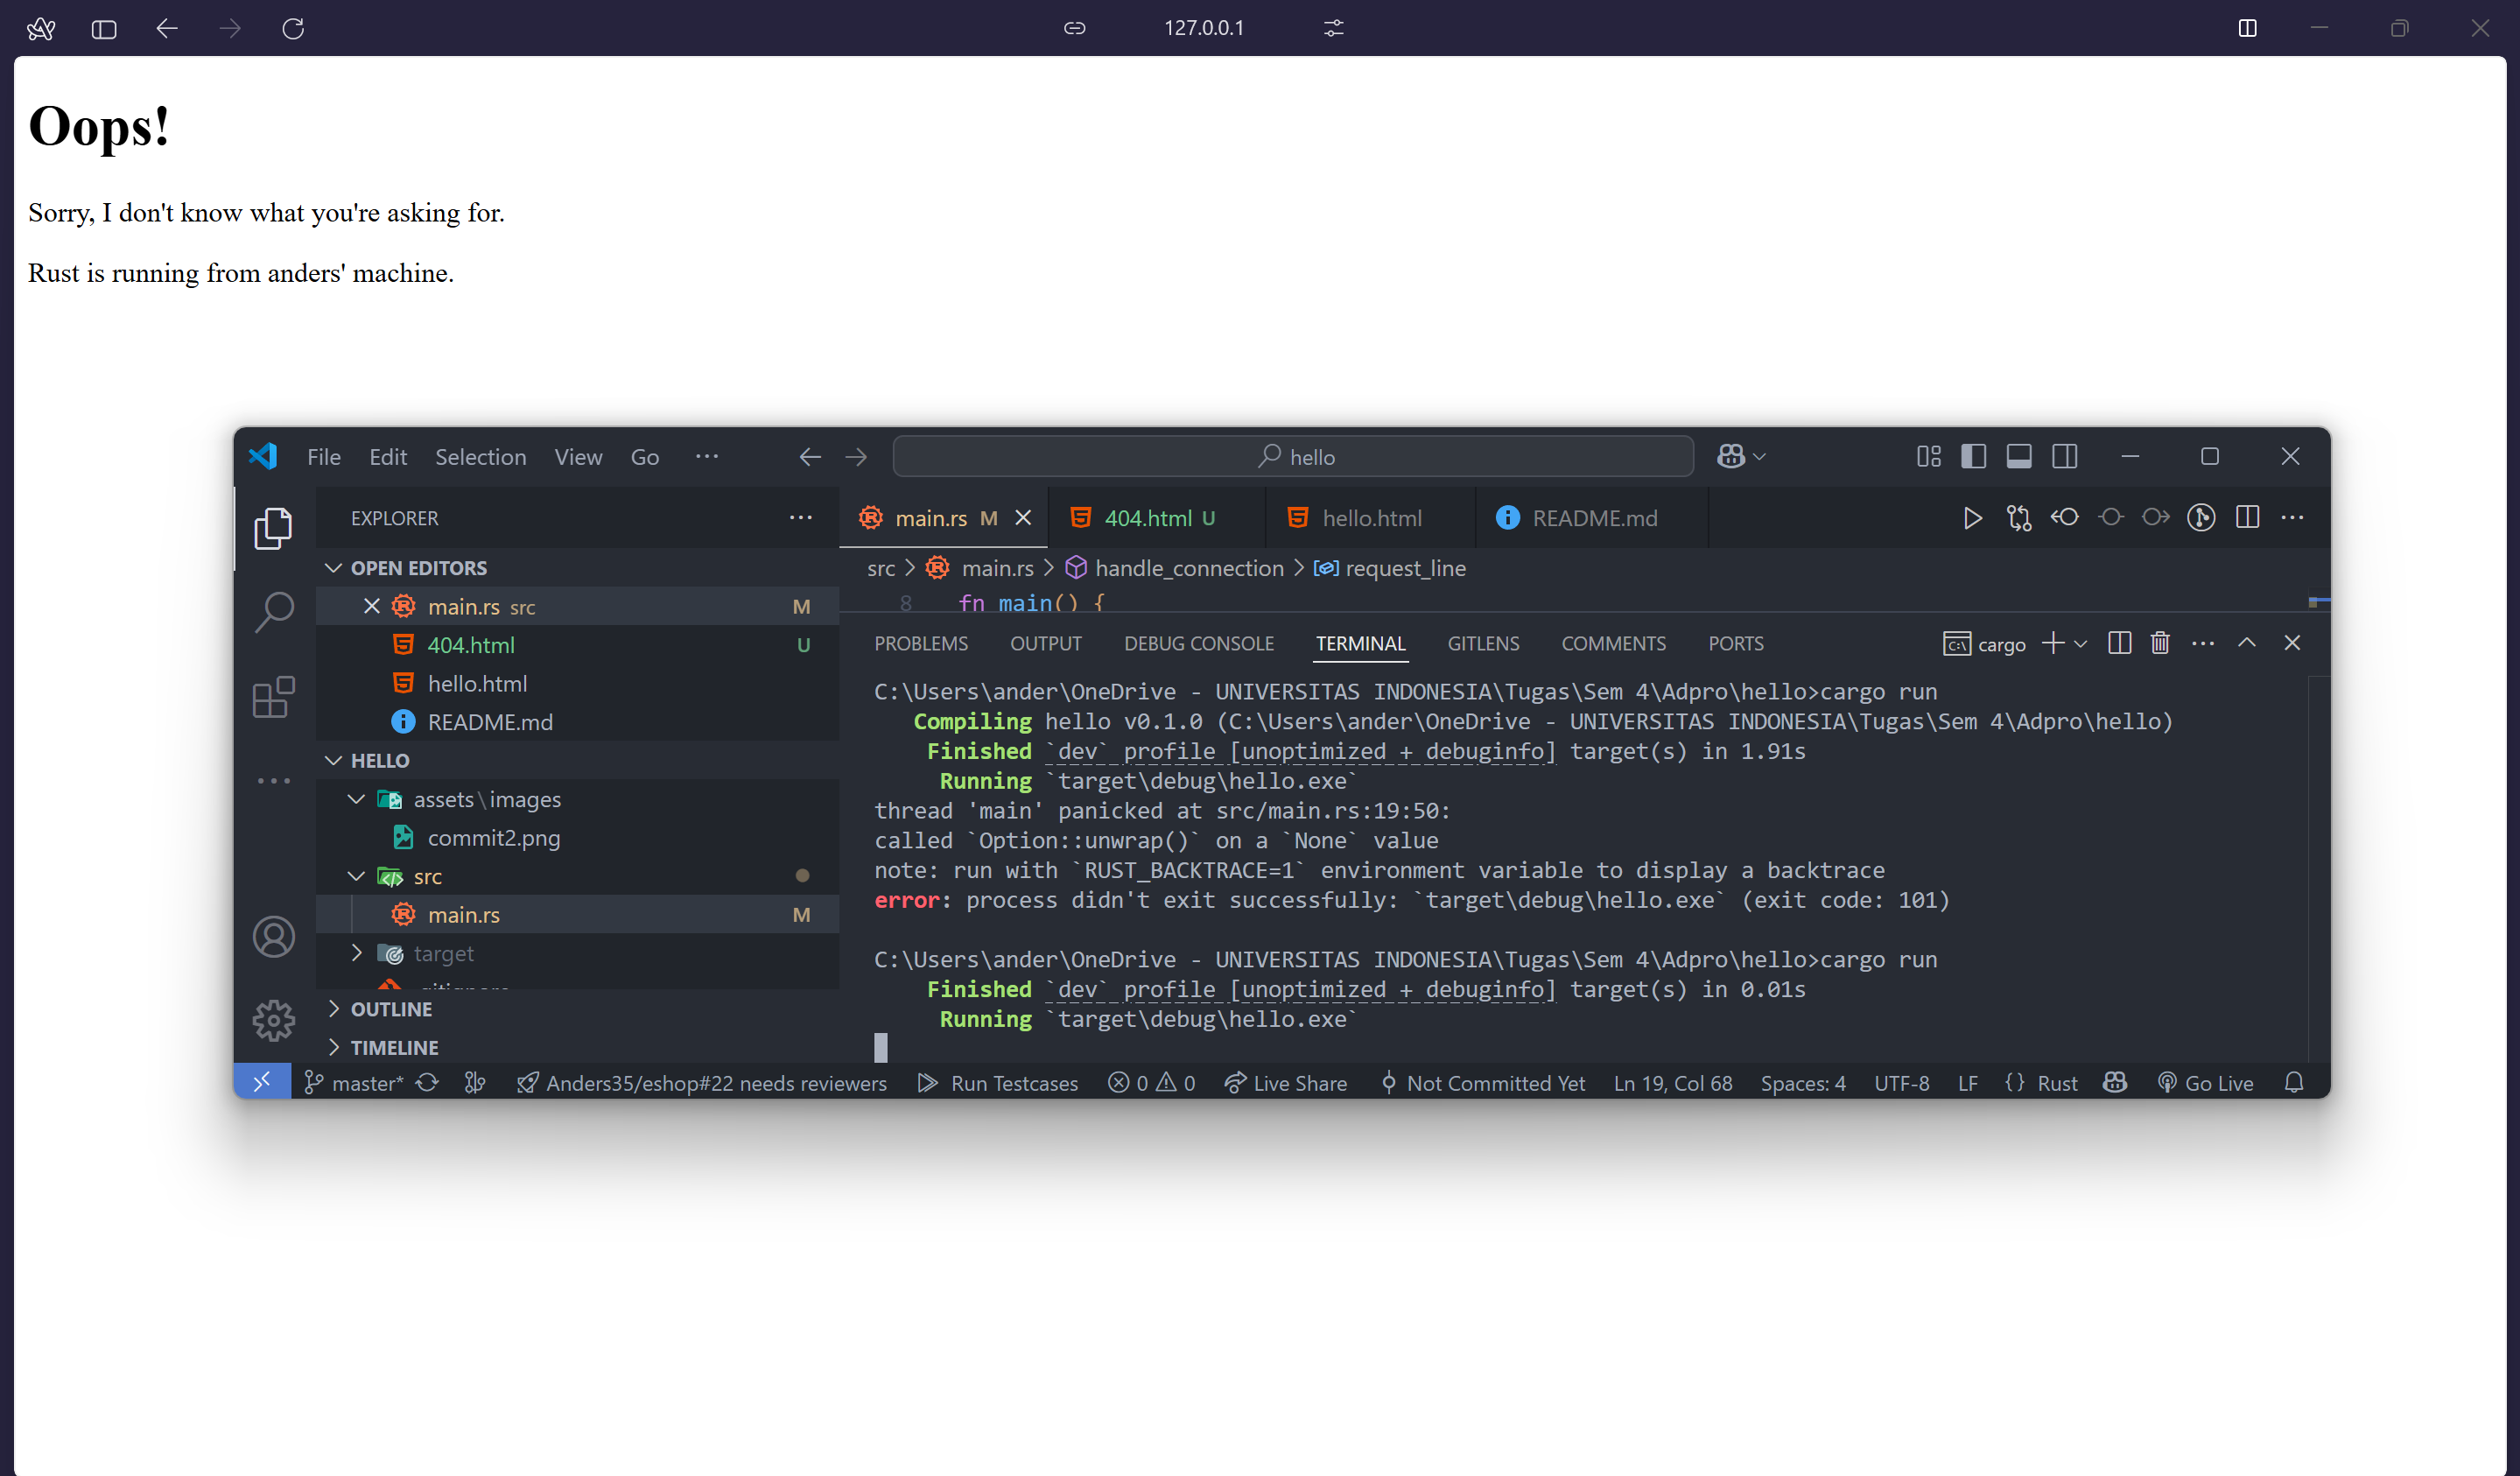 127.0.0.1
Oops!
Sorry, I don't know what you're asking for.
Rust is running from anders' machine.
File Edit Selection View Go ··· hello
EXPLORER
OPEN EDITORS
main.rs src M
404.html U
hello.html
README.md
HELLO
assets\images
commit2.png
src
main.rs M
target
.gitignore
OUTLINE
TIMELINE
main.rs M 404.html U hello.html README.md
src > main.rs > handle_connection > request_line
8 fn main() {
PROBLEMS OUTPUT DEBUG CONSOLE TERMINAL GITLENS COMMENTS PORTS cargo
C:\Users\ander\OneDrive - UNIVERSITAS INDONESIA\Tugas\Sem 4\Adpro\hello>cargo run
Compiling hello v0.1.0 (C:\Users\ander\OneDrive - UNIVERSITAS INDONESIA\Tugas\Sem 4\Adpro\hello)
Finished `dev` profile [unoptimized + debuginfo] target(s) in 1.91s
Running `target\debug\hello.exe`
thread 'main' panicked at src/main.rs:19:50:
called `Option::unwrap()` on a `None` value
note: run with `RUST_BACKTRACE=1` environment variable to display a backtrace
error: process didn't exit successfully: `target\debug\hello.exe` (exit code: 101)
C:\Users\ander\OneDrive - UNIVERSITAS INDONESIA\Tugas\Sem 4\Adpro\hello>cargo run
Finished `dev` profile [unoptimized + debuginfo] target(s) in 0.01s
Running `target\debug\hello.exe`
master* Anders35/eshop#22 needs reviewers Run Testcases 0 0 Live Share Not Committed Yet Ln 19, Col 68 Spaces: 4 UTF-8 LF {} Rust Go Live